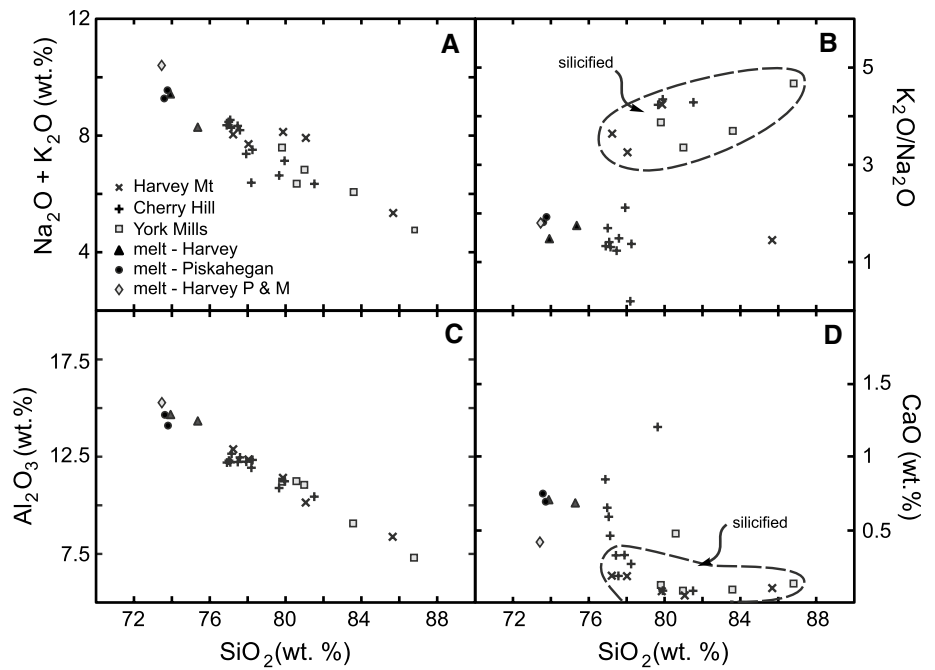 A
B
C
D
12
10
8
6
4
Na₂O + K₂O (wt.%)
× Harvey Mt
+ Cherry Hill
York Mills
melt - Harvey
melt - Piskahegan
melt - Harvey P & M
silicified
5
3
1
K₂O/Na₂O
17.5
12.5
7.5
Al₂O₃ (wt.%)
72 76 80 84 88
SiO₂(wt. %)
silicified
1.5
1
0.5
CaO (wt.%)
72 76 80 84 88
SiO₂(wt. %)